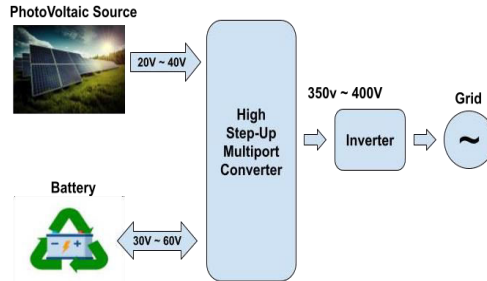 PhotoVoltaic Source
20V ~ 40V
High
Step-Up
Multiport
Converter
350v ~ 400V
Inverter
Grid
~
Battery
- +
30V ~ 60V